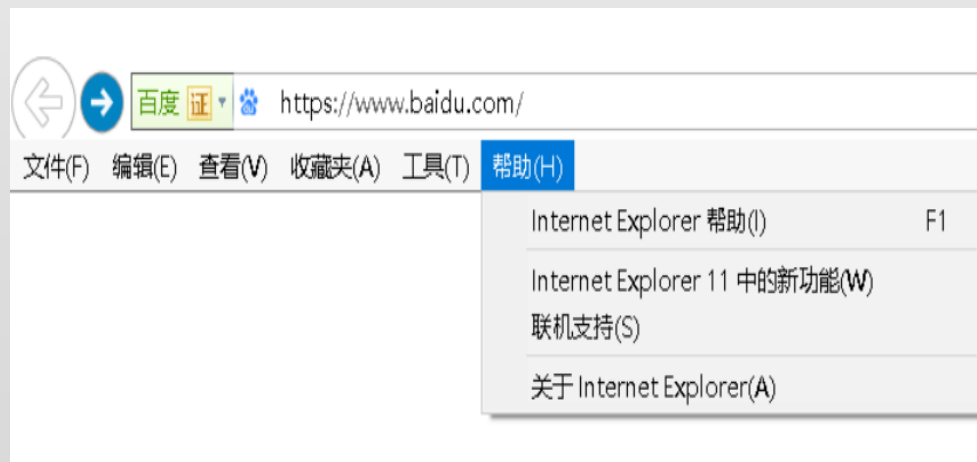 百度 证 https://www.baidu.com/
文件(F) 编辑(E) 查看(V) 收藏夹(A) 工具(T) 帮助(H)
Internet Explorer 帮助(I) F1
Internet Explorer 11 中的新功能(W)
联机支持(S)
关于 Internet Explorer(A)